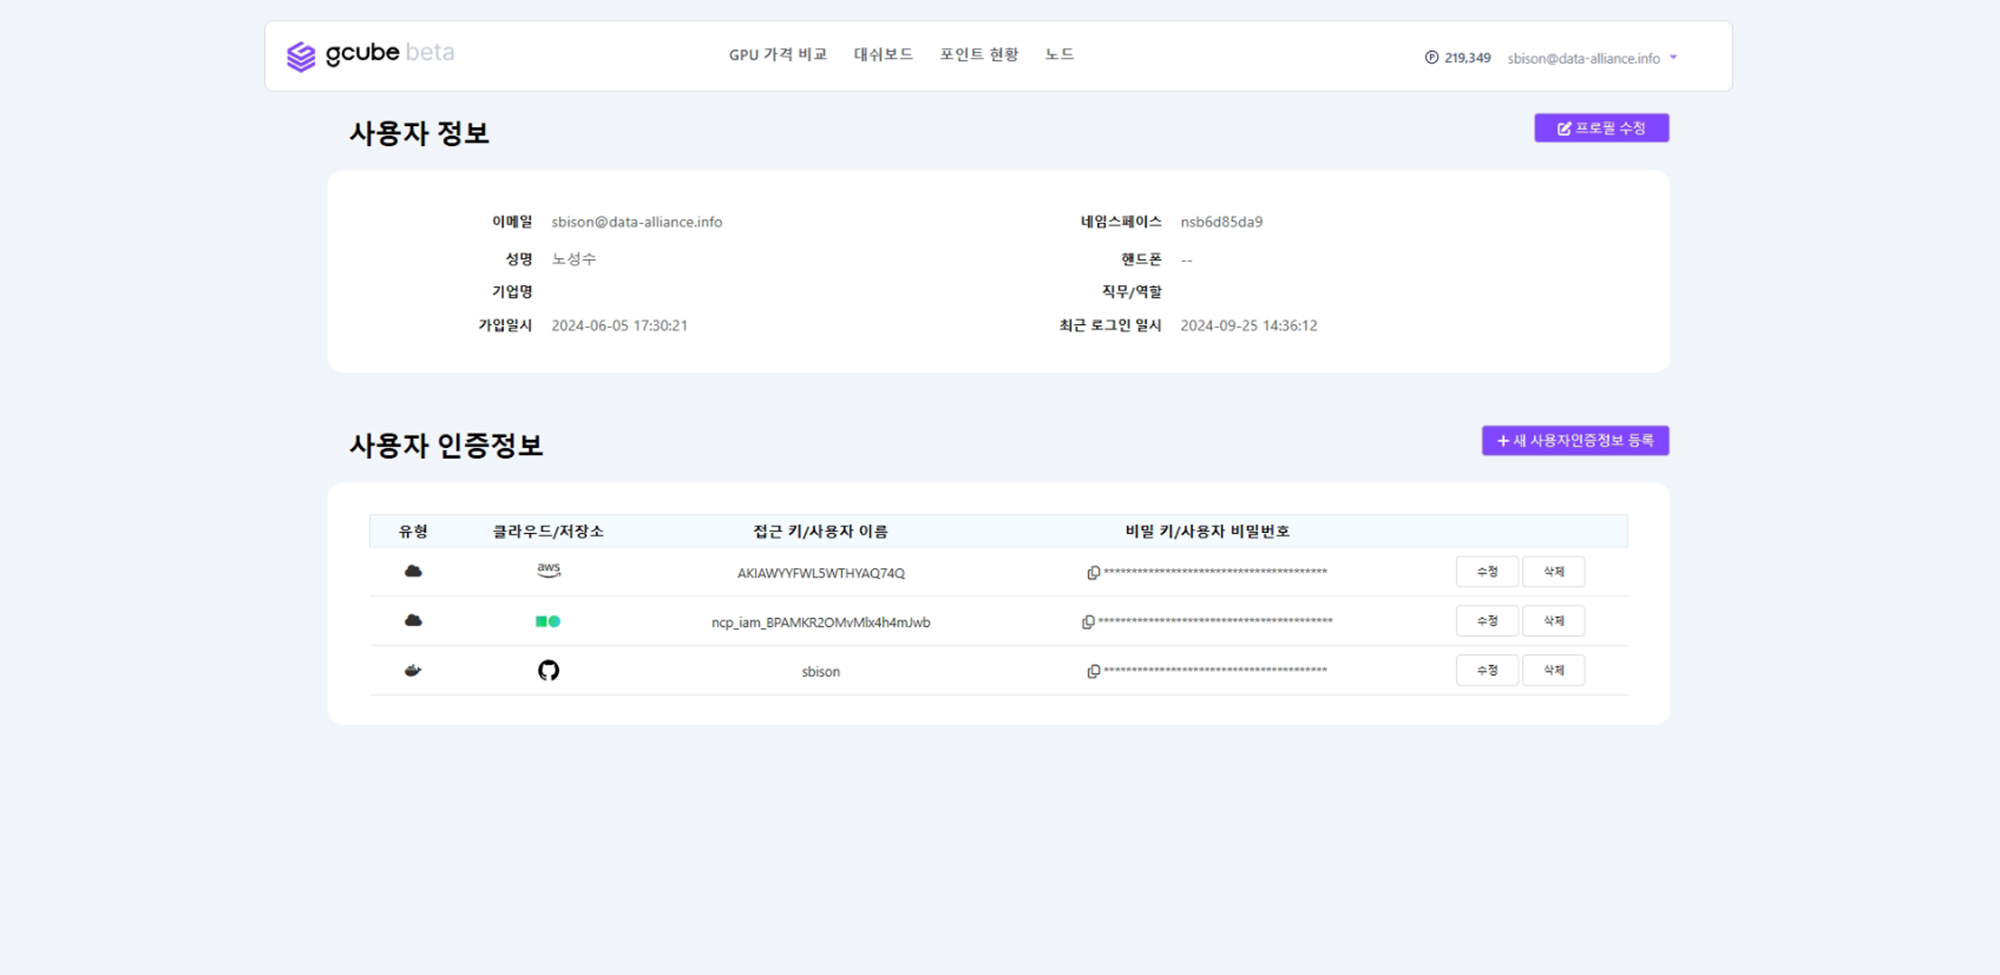 gcube beta
GPU 가격 비교 대쉬보드 포인트 현황 노드
P 219,349 sbison@data-alliance.info
사용자 정보
프로필 수정
이메일 sbison@data-alliance.info 네임스페이스 nsb6d85da9
성명 노성수 핸드폰 --
기업명 직무/역할
가입일시 2024-06-05 17:30:21 최근 로그인 일시 2024-09-25 14:36:12
사용자 인증정보
+ 새 사용자인증정보 등록
유형 클라우드/저장소 접근 키/사용자 이름 비밀 키/사용자 비밀번호
aws AKIAWYYFWL5WTHYAQ74Q **************************************** 수정 삭제
ncp_iam_BPAMKR2OMvMlx4h4mJwb ****************************************** 수정 삭제
sbison **************************************** 수정 삭제